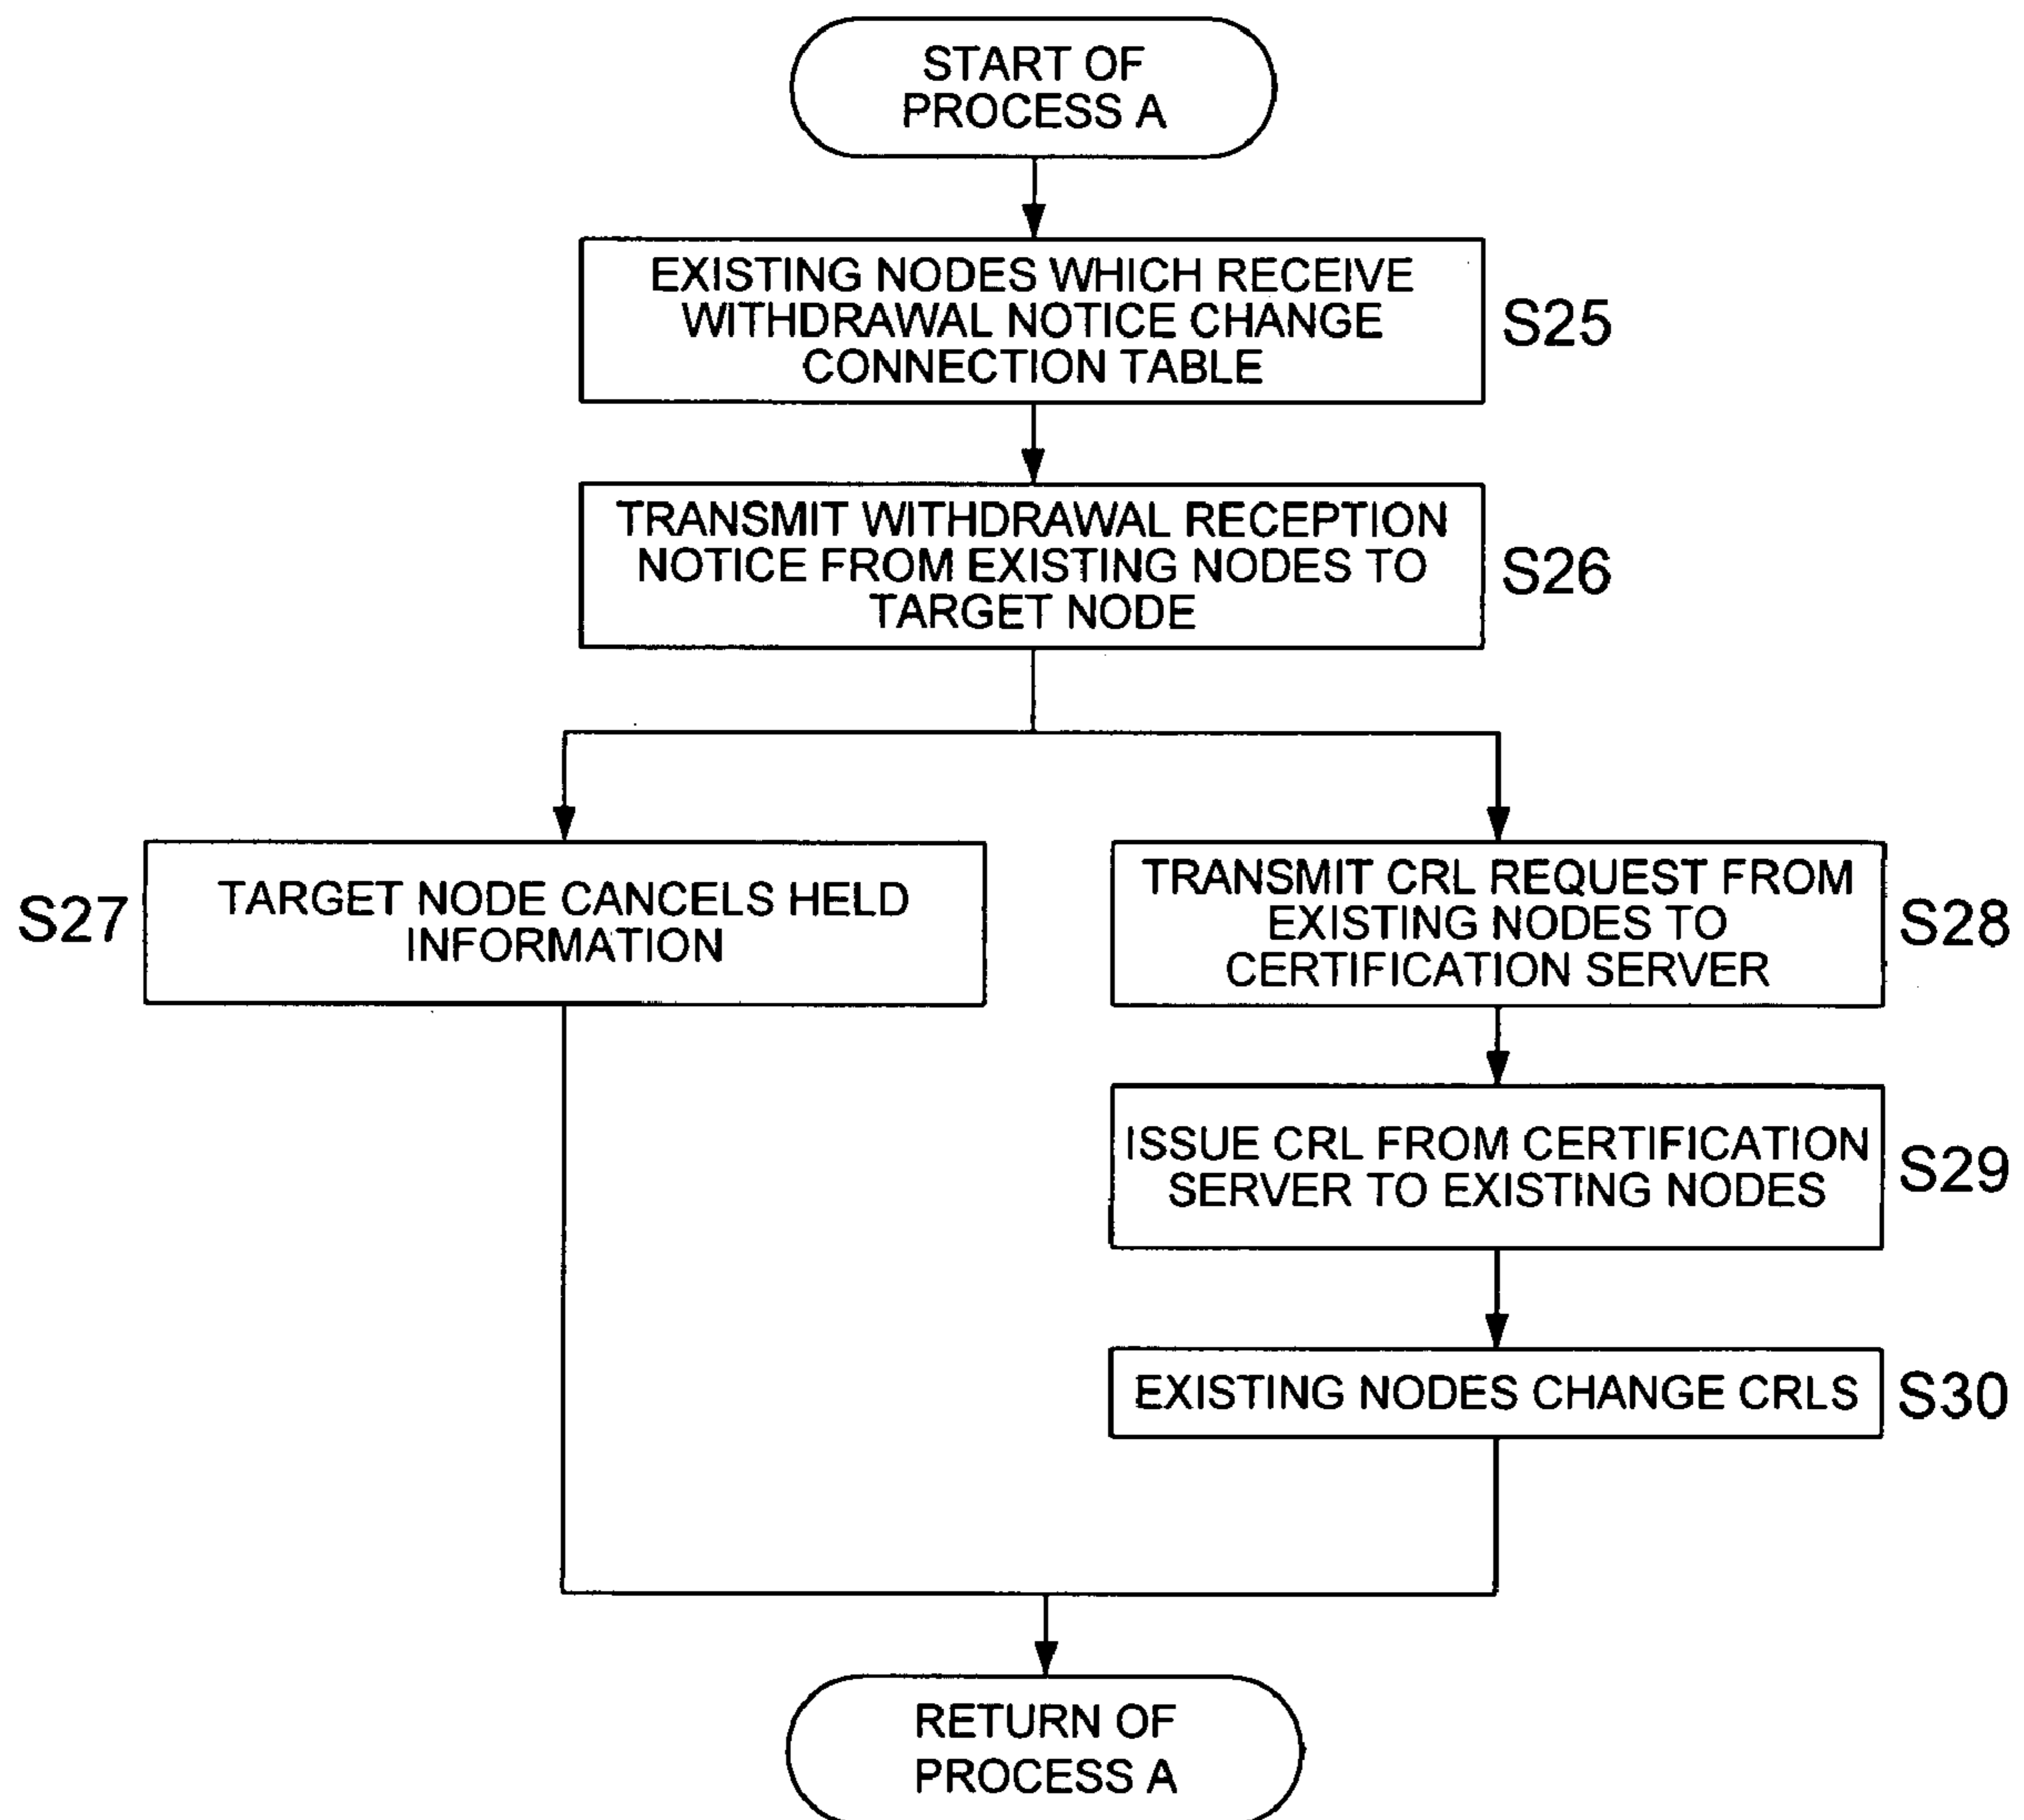 START OF
PROCESS A
EXISTING NODES WHICH RECEIVE
WITHDRAWAL NOTICE CHANGE
CONNECTION TABLE
S25
TRANSMIT WITHDRAWAL RECEPTION
NOTICE FROM EXISTING NODES TO
TARGET NODE
S26
S27
TARGET NODE CANCELS HELD
INFORMATION
TRANSMIT CRL REQUEST FROM
EXISTING NODES TO
CERTIFICATION SERVER
S28
ISSUE CRL FROM CERTIFICATION
SERVER TO EXISTING NODES
S29
EXISTING NODES CHANGE CRLS
S30
RETURN OF
PROCESS A